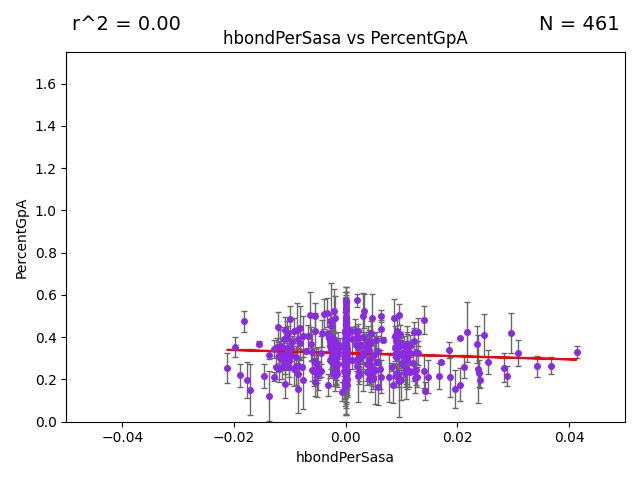 r^2 = 0.00
N = 461
hbondPerSasa vs PercentGpA
1.6
1.4
1.2
1.0
0.8
0.6
0.4
0.2
0.0
PercentGpA
−0.04
−0.02
0.00
0.02
0.04
hbondPerSasa